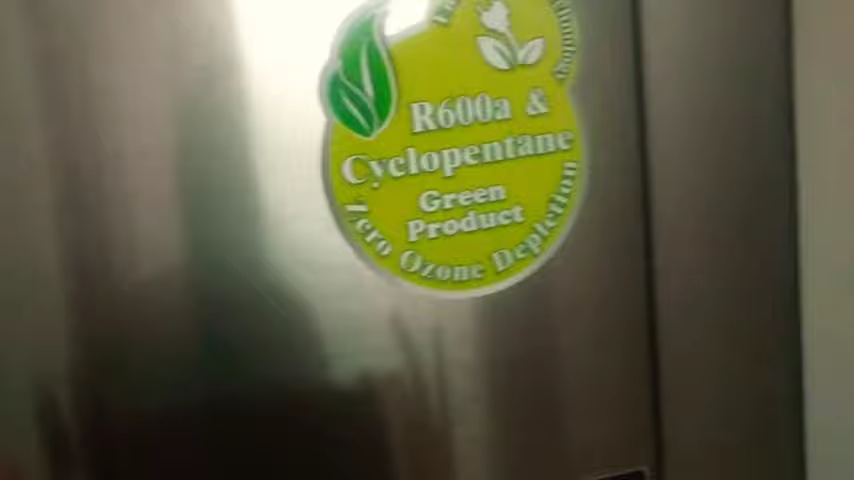 R600a &
Cyclopentane
Green
Product
Zero Ozone Depletion